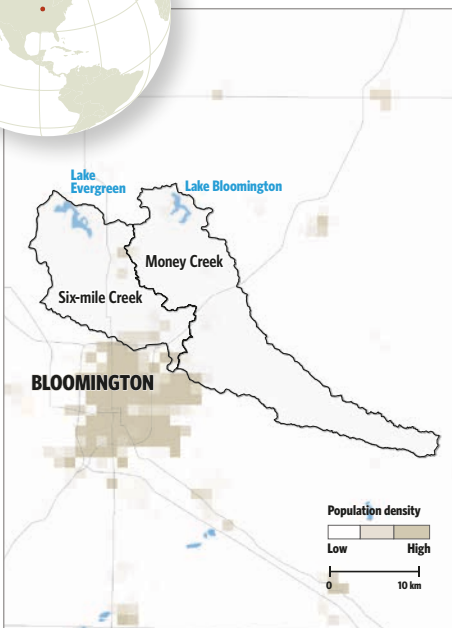 Lake
Evergreen
Lake Bloomington
Money Creek
Six-mile Creek
BLOOMINGTON
Population density
Low High
0 10 km